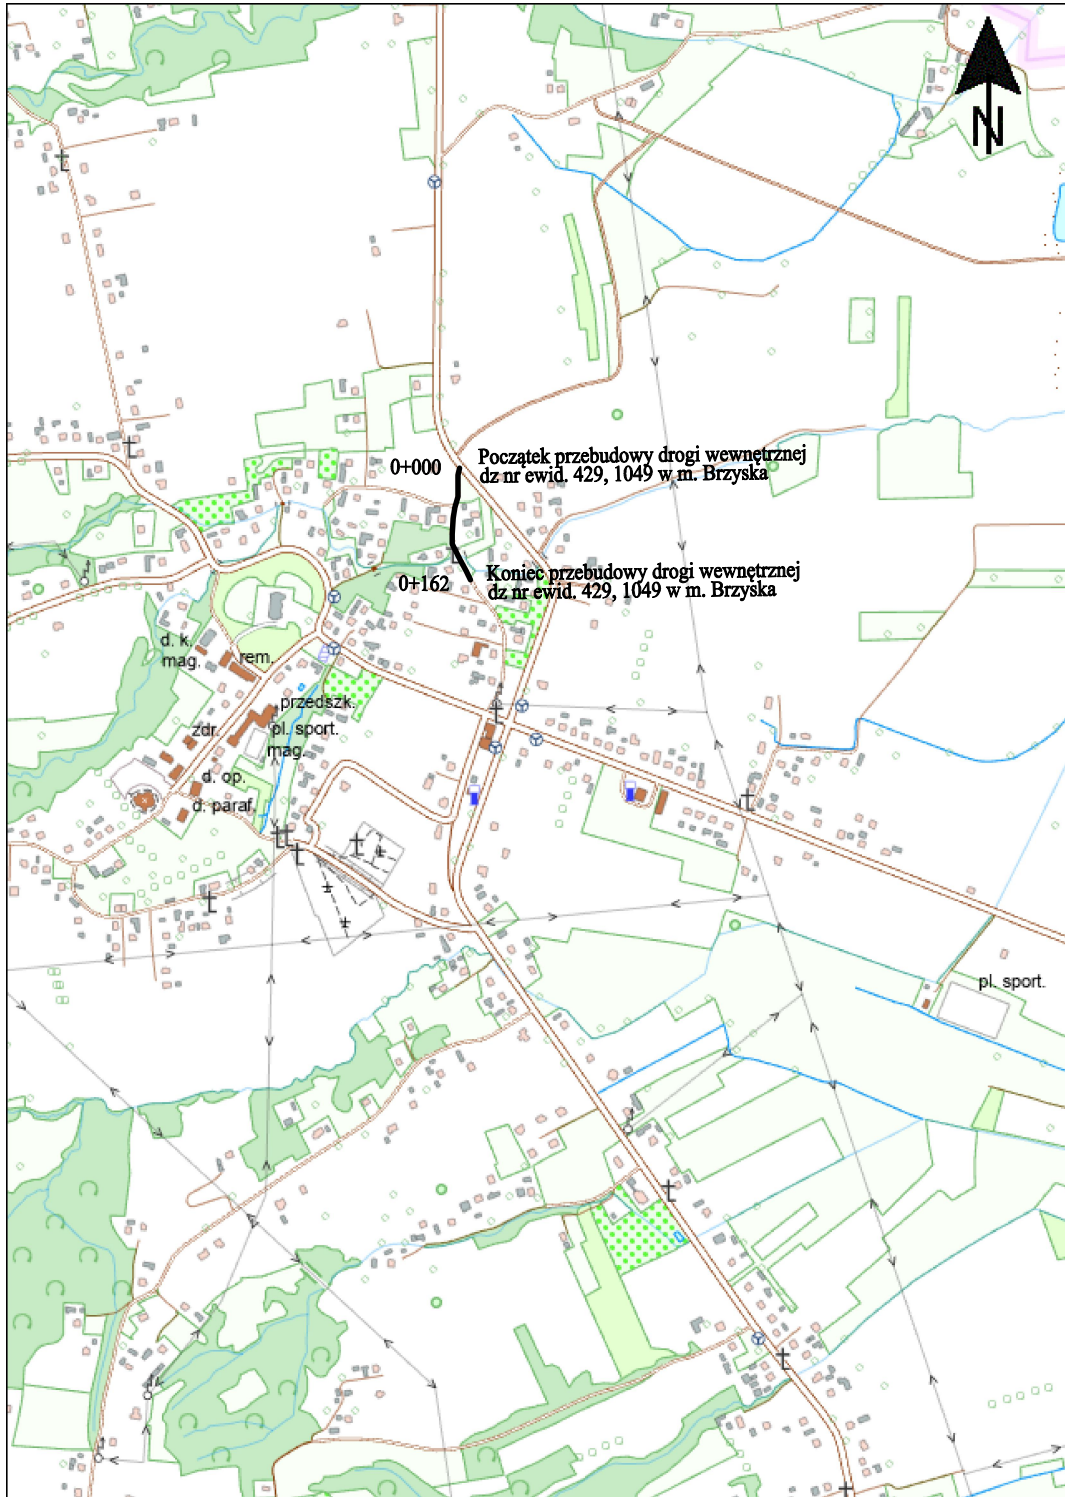 N
Początek przebudowy drogi wewnętrznej
0+000
dz nr ewid. 429, 1049 w m. Brzyska
Koniec przebudowy drogi wewnętrznej
0+162
dz nr ewid. 429, 1049 w m. Brzyska
d. k.
mag.
rem.
przedszk.
zdr.
pl. sport.
mag.
d. op.
d. paraf.
pl. sport.